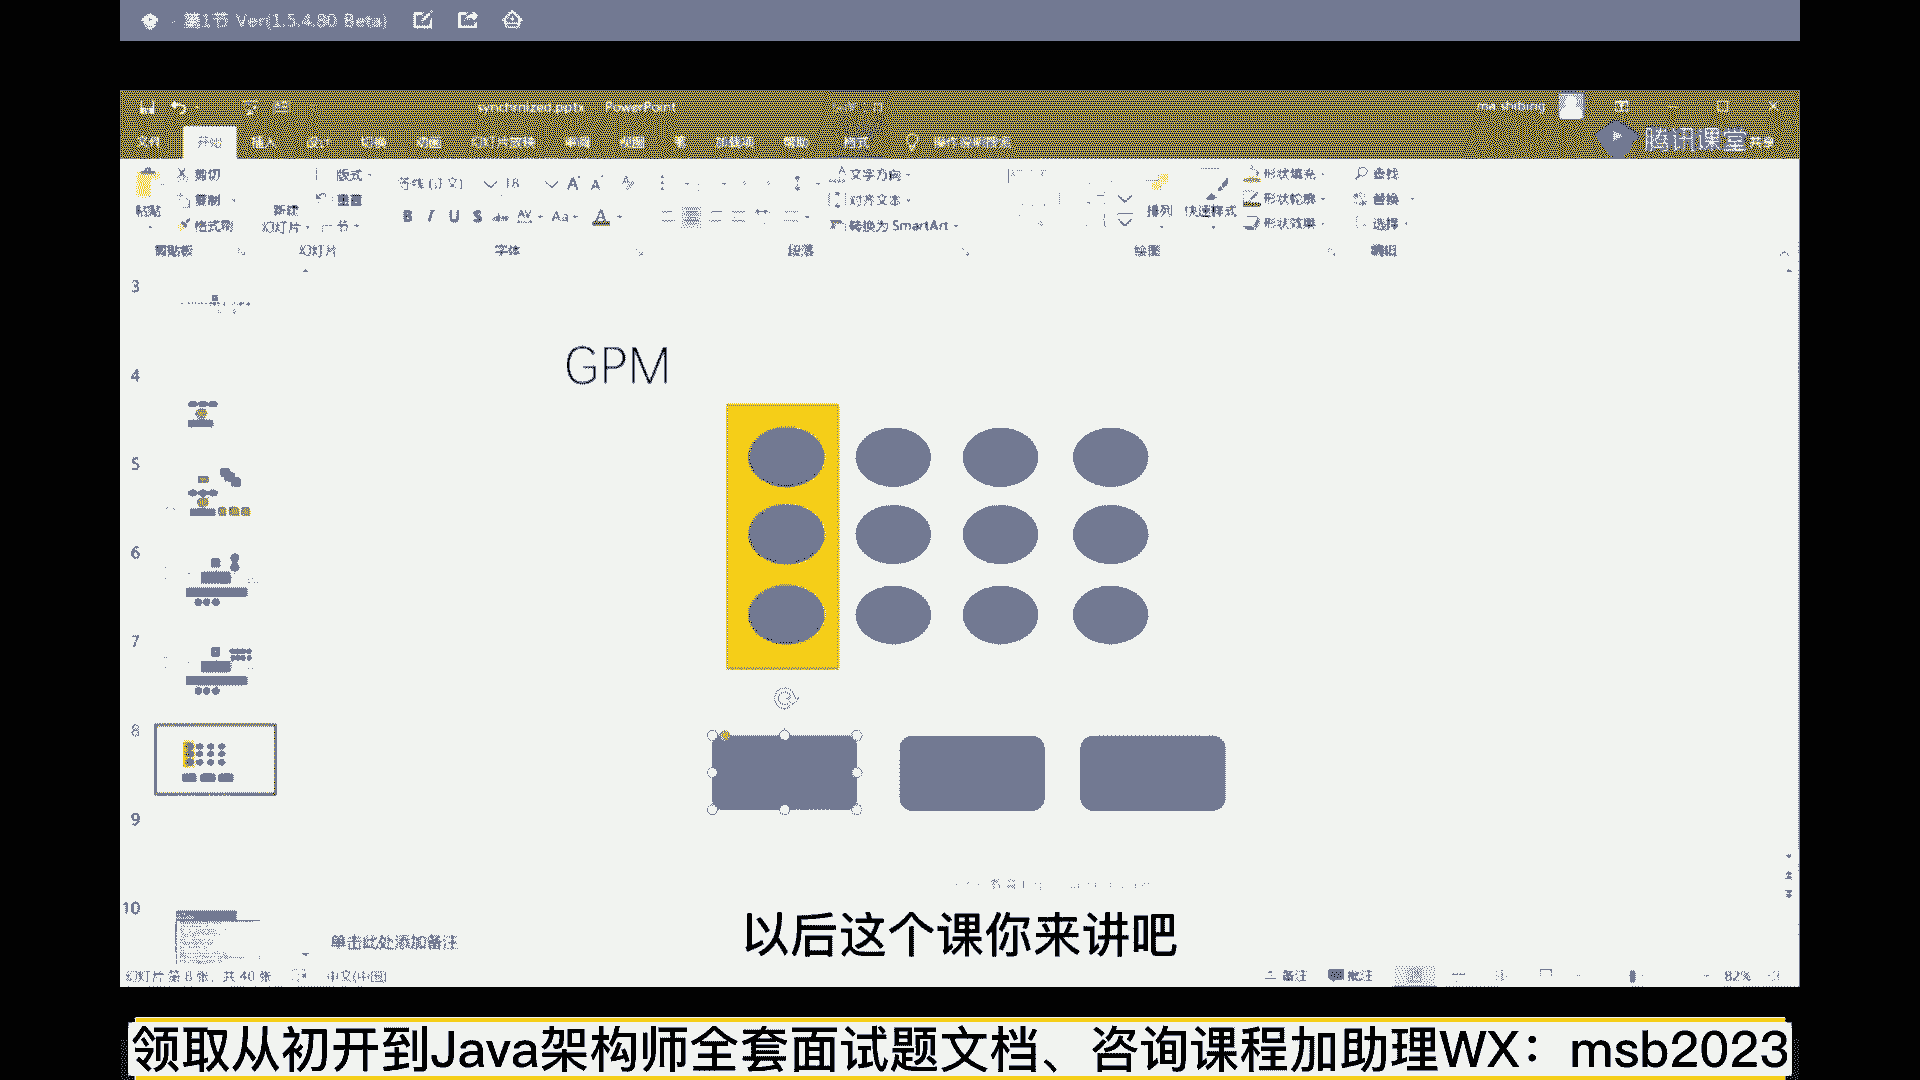 第1节 Ver(1.5.4.80 Beta)
synchronized.pptx - PowerPoint
ma shibing
文件 开始 插入 设计 切换 动画 幻灯片放映 审阅 视图 帮助 格式
加载项
腾讯课堂 共享
剪切 版式 等线 (正文) 18 文字方向 形状填充 查找
复制 重置 对齐文本 形状轮廓 替换
粘贴 新建 排列 快速样式
格式刷 幻灯片 节 B I U S abc AV Aa A 转换为 SmartArt 形状效果 选择
剪贴板 幻灯片 字体 段落 绘图 编辑
3
4
5
6
7
8
9
10
GPM
以后这个课你来讲吧
单击此处添加备注
幻灯片 第 8 张，共 40 张 中文(中国) 备注 批注 82%
领取从初开到Java架构师全套面试题文档、咨询课程加助理WX：msb2023